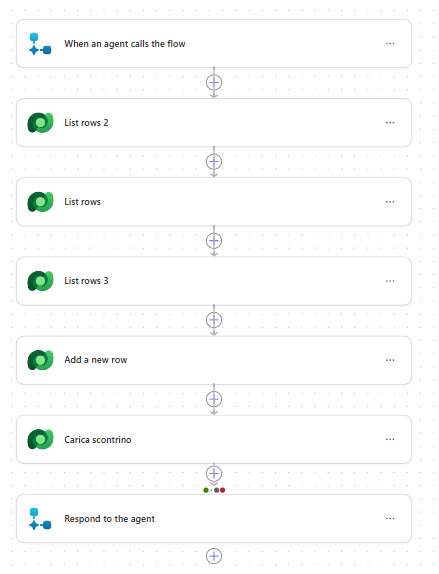 When an agent calls the flow
List rows 2
List rows
List rows 3
Add a new row
Carica scontrino
Respond to the agent